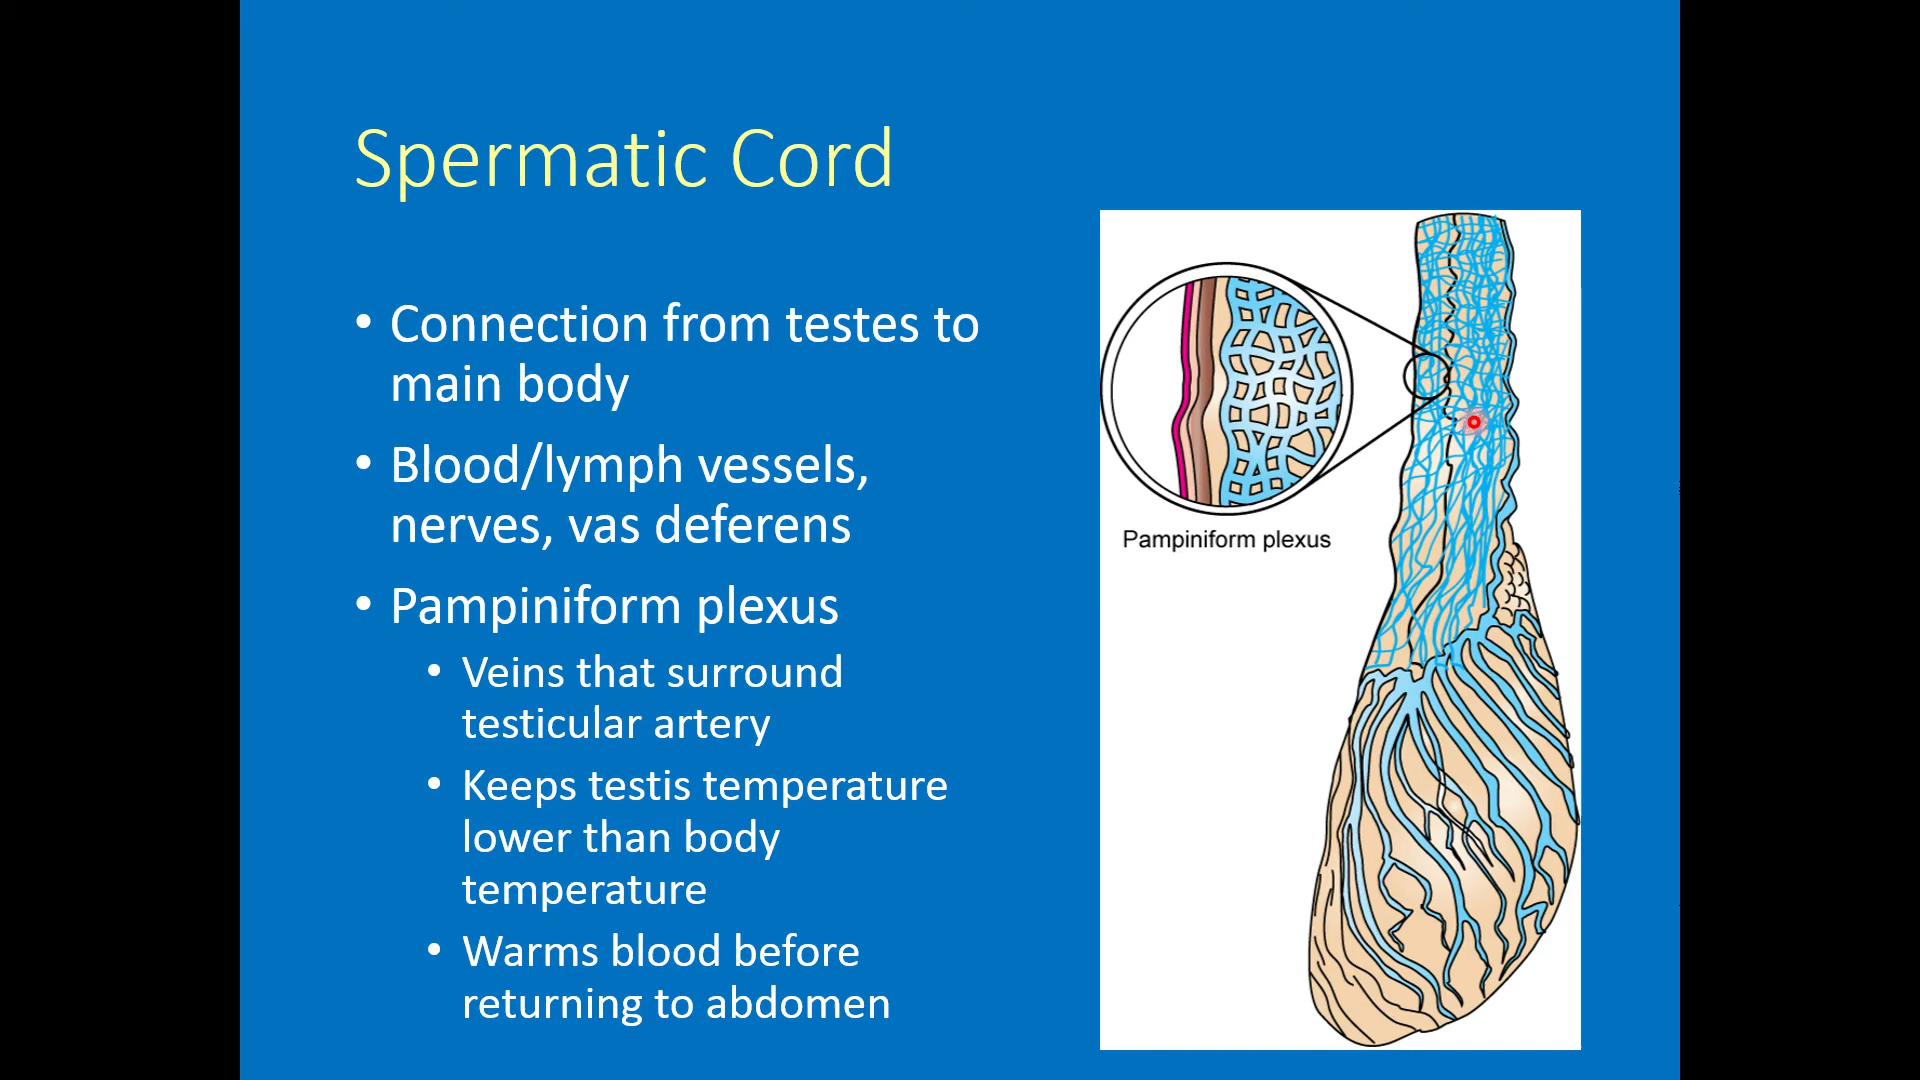 Spermatic Cord
• Connection from testes to
main body
• Blood/lymph vessels,
nerves, vas deferens
• Pampiniform plexus
• Veins that surround
testicular artery
• Keeps testis temperature
lower than body
temperature
• Warms blood before
returning to abdomen
Pampiniform plexus